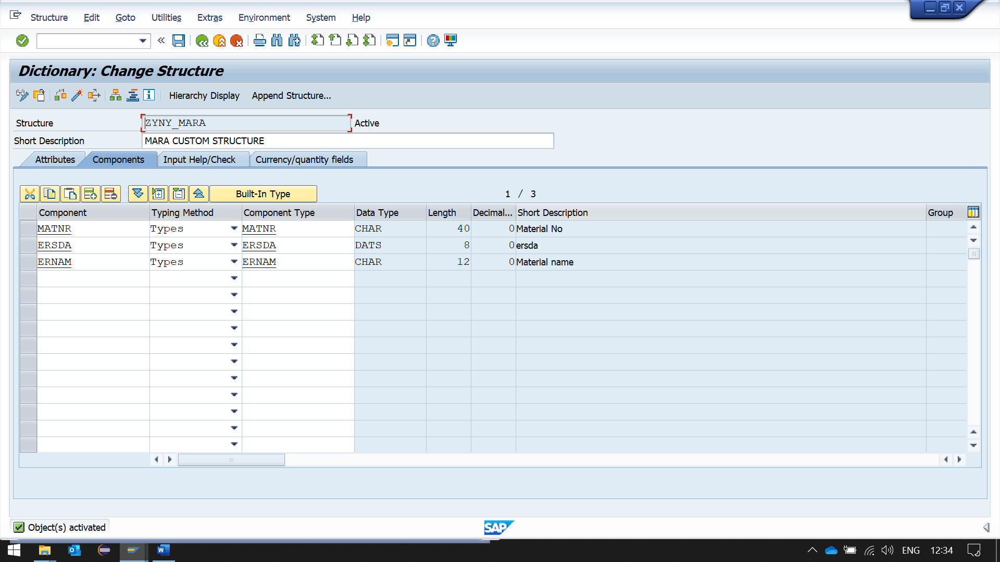 Structure Edit Goto Utilities Extras Environment System Help
Dictionary: Change Structure
Hierarchy Display Append Structure...
Structure ZYNY_MARA Active
Short Description MARA CUSTOM STRUCTURE
Attributes Components Input Help/Check Currency/quantity fields
Built-In Type 1 / 3
Component Typing Method Component Type Data Type Length Decimal... Short Description Group
MATNR Types MATNR CHAR 40 0 Material No
ERSDA Types ERSDA DATS 8 0 ersda
ERNAM Types ERNAM CHAR 12 0 Material name
Object(s) activated SAP
ENG 12:34